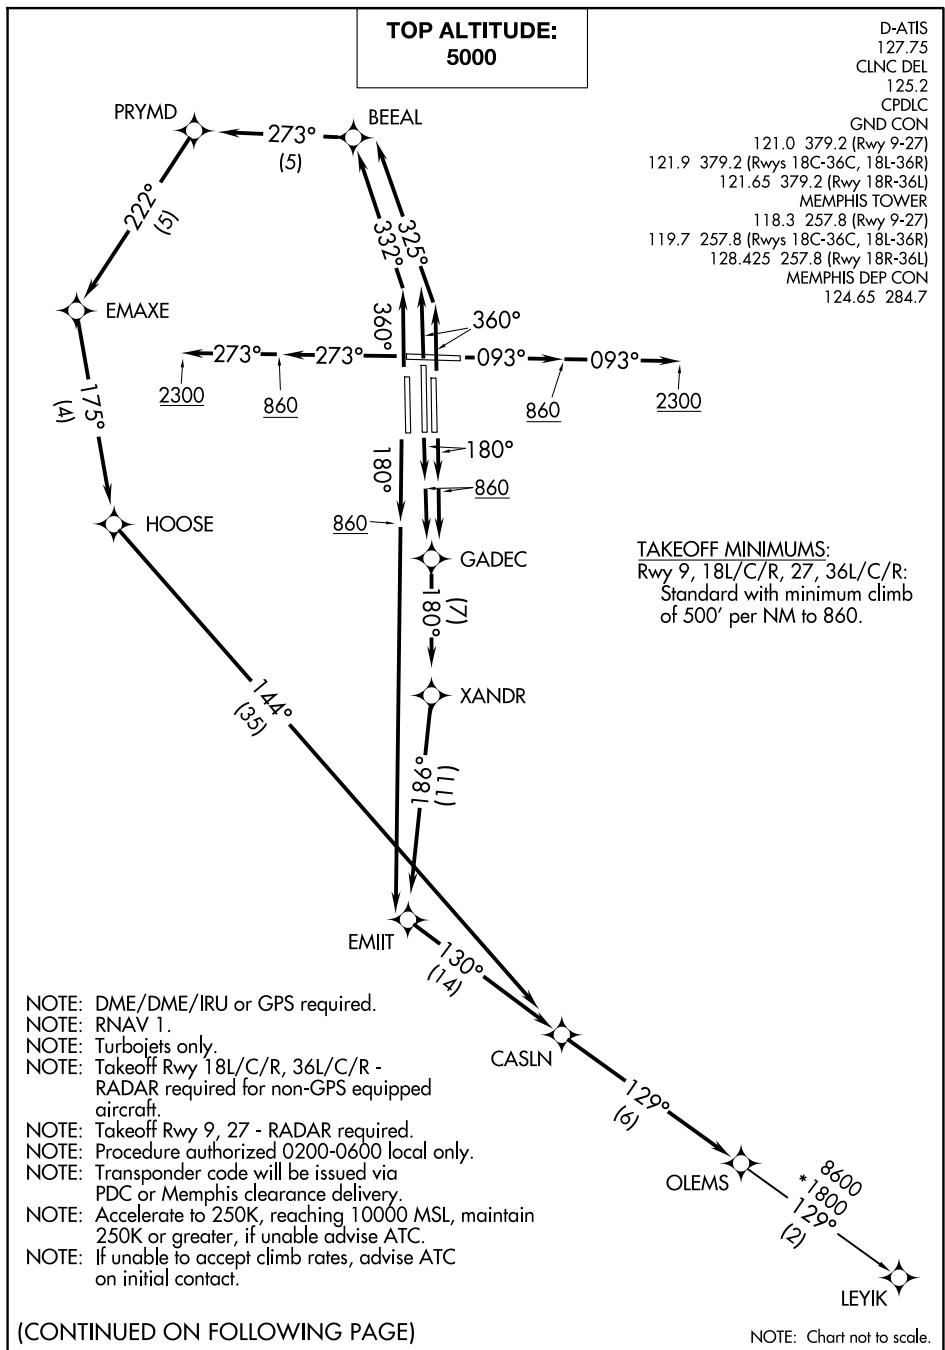 TOP ALTITUDE:
5000
D-ATIS
127.75
CLNC DEL
125.2
CPDLC
GND CON
121.0 379.2 (Rwy 9-27)
121.9 379.2 (Rwys 18C-36C, 18L-36R)
121.65 379.2 (Rwy 18R-36L)
MEMPHIS TOWER
118.3 257.8 (Rwy 9-27)
119.7 257.8 (Rwys 18C-36C, 18L-36R)
128.425 257.8 (Rwy 18R-36L)
MEMPHIS DEP CON
124.65 284.7
PRYMD
BEEAL
273°
(5)
222°
(5)
332°
325°
EMAXE
360°
360°
273°
273°
093°
093°
2300
860
860
2300
175°
(4)
180°
180°
860
860
HOOSE
GADEC
TAKEOFF MINIMUMS:
Rwy 9, 18L/C/R, 27, 36L/C/R:
Standard with minimum climb
of 500' per NM to 860.
(7)
180°
XANDR
144°
(35)
(11)
186°
EMIIT
130°
(14)
CASLN
129°
(6)
OLEMS
8600
*1800
129°
(2)
LEYIK
NOTE: DME/DME/IRU or GPS required.
NOTE: RNAV 1.
NOTE: Turbojets only.
NOTE: Takeoff Rwy 18L/C/R, 36L/C/R -
RADAR required for non-GPS equipped
aircraft.
NOTE: Takeoff Rwy 9, 27 - RADAR required.
NOTE: Procedure authorized 0200-0600 local only.
NOTE: Transponder code will be issued via
PDC or Memphis clearance delivery.
NOTE: Accelerate to 250K, reaching 10000 MSL, maintain
250K or greater, if unable advise ATC.
NOTE: If unable to accept climb rates, advise ATC
on initial contact.
(CONTINUED ON FOLLOWING PAGE)
NOTE: Chart not to scale.